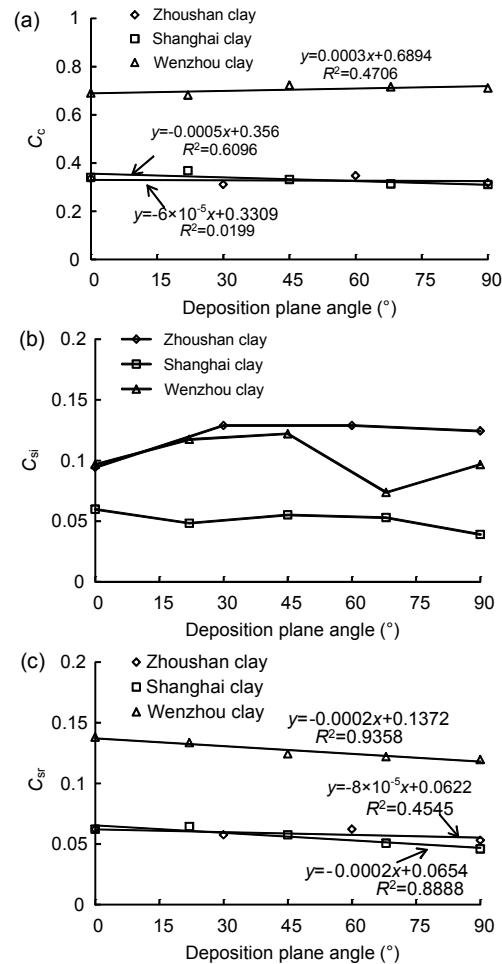 (a)
Zhoushan clay
Shanghai clay
Wenzhou clay
y=0.0003x+0.6894
R²=0.4706
y=-0.0005x+0.356
R²=0.6096
y=-6×10⁻⁵x+0.3309
R²=0.0199
Cc
1
0.8
0.6
0.4
0.2
0
0 15 30 45 60 75 90
Deposition plane angle (°)
(b)
Zhoushan clay
Shanghai clay
Wenzhou clay
Csi
0.2
0.15
0.1
0.05
0
0 15 30 45 60 75 90
Deposition plane angle (°)
(c)
Zhoushan clay
Shanghai clay
Wenzhou clay
y=-0.0002x+0.1372
R²=0.9358
y=-8×10⁻⁵x+0.0622
R²=0.4545
y=-0.0002x+0.0654
R²=0.8888
Csr
0.2
0.15
0.1
0.05
0
0 15 30 45 60 75 90
Deposition plane angle (°)